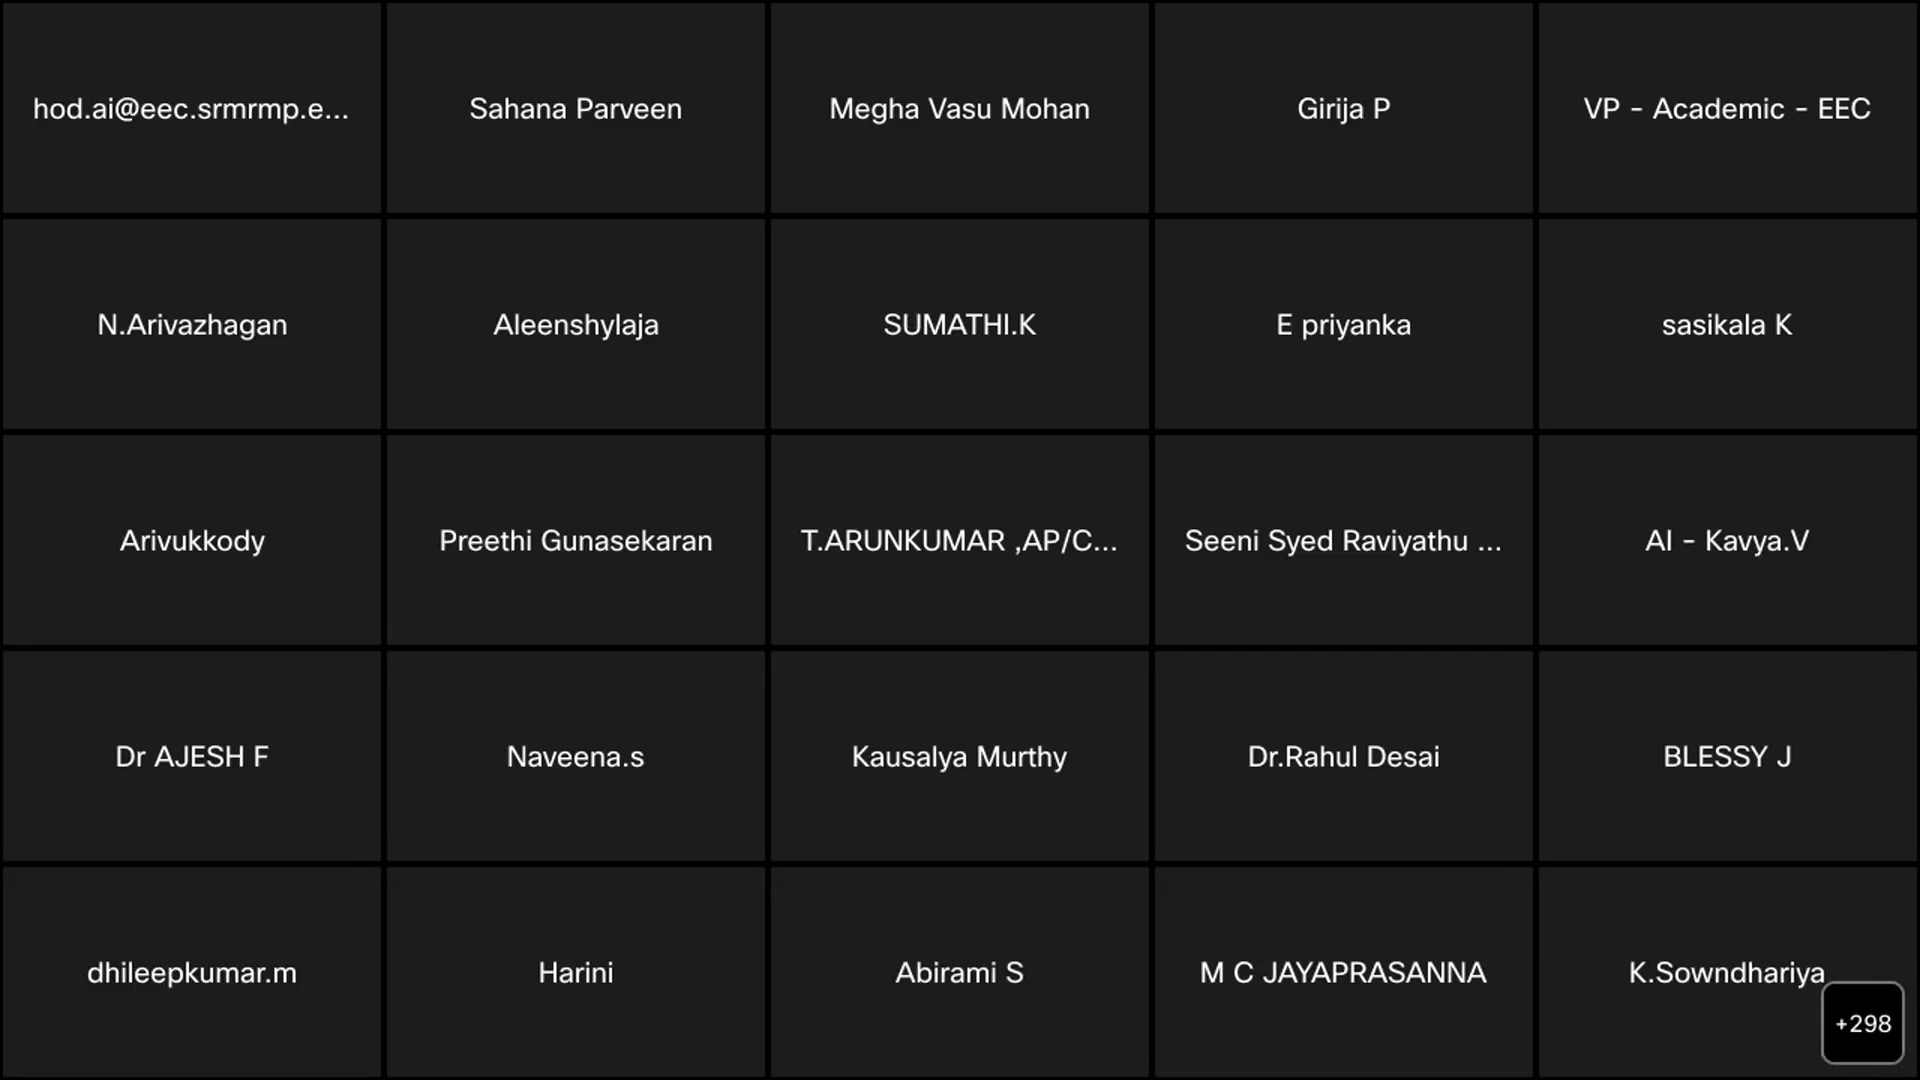 hod.ai@eec.srmrmp.e...
Sahana Parveen
Megha Vasu Mohan
Girija P
VP - Academic - EEC
N.Arivazhagan
Aleenshylaja
SUMATHI.K
E priyanka
sasikala K
Arivukkody
Preethi Gunasekaran
T.ARUNKUMAR ,AP/C...
Seeni Syed Raviyathu ...
AI - Kavya.V
Dr AJESH F
Naveena.s
Kausalya Murthy
Dr.Rahul Desai
BLESSY J
dhileepkumar.m
Harini
Abirami S
M C JAYAPRASANNA
K.Sowndhariya
+298